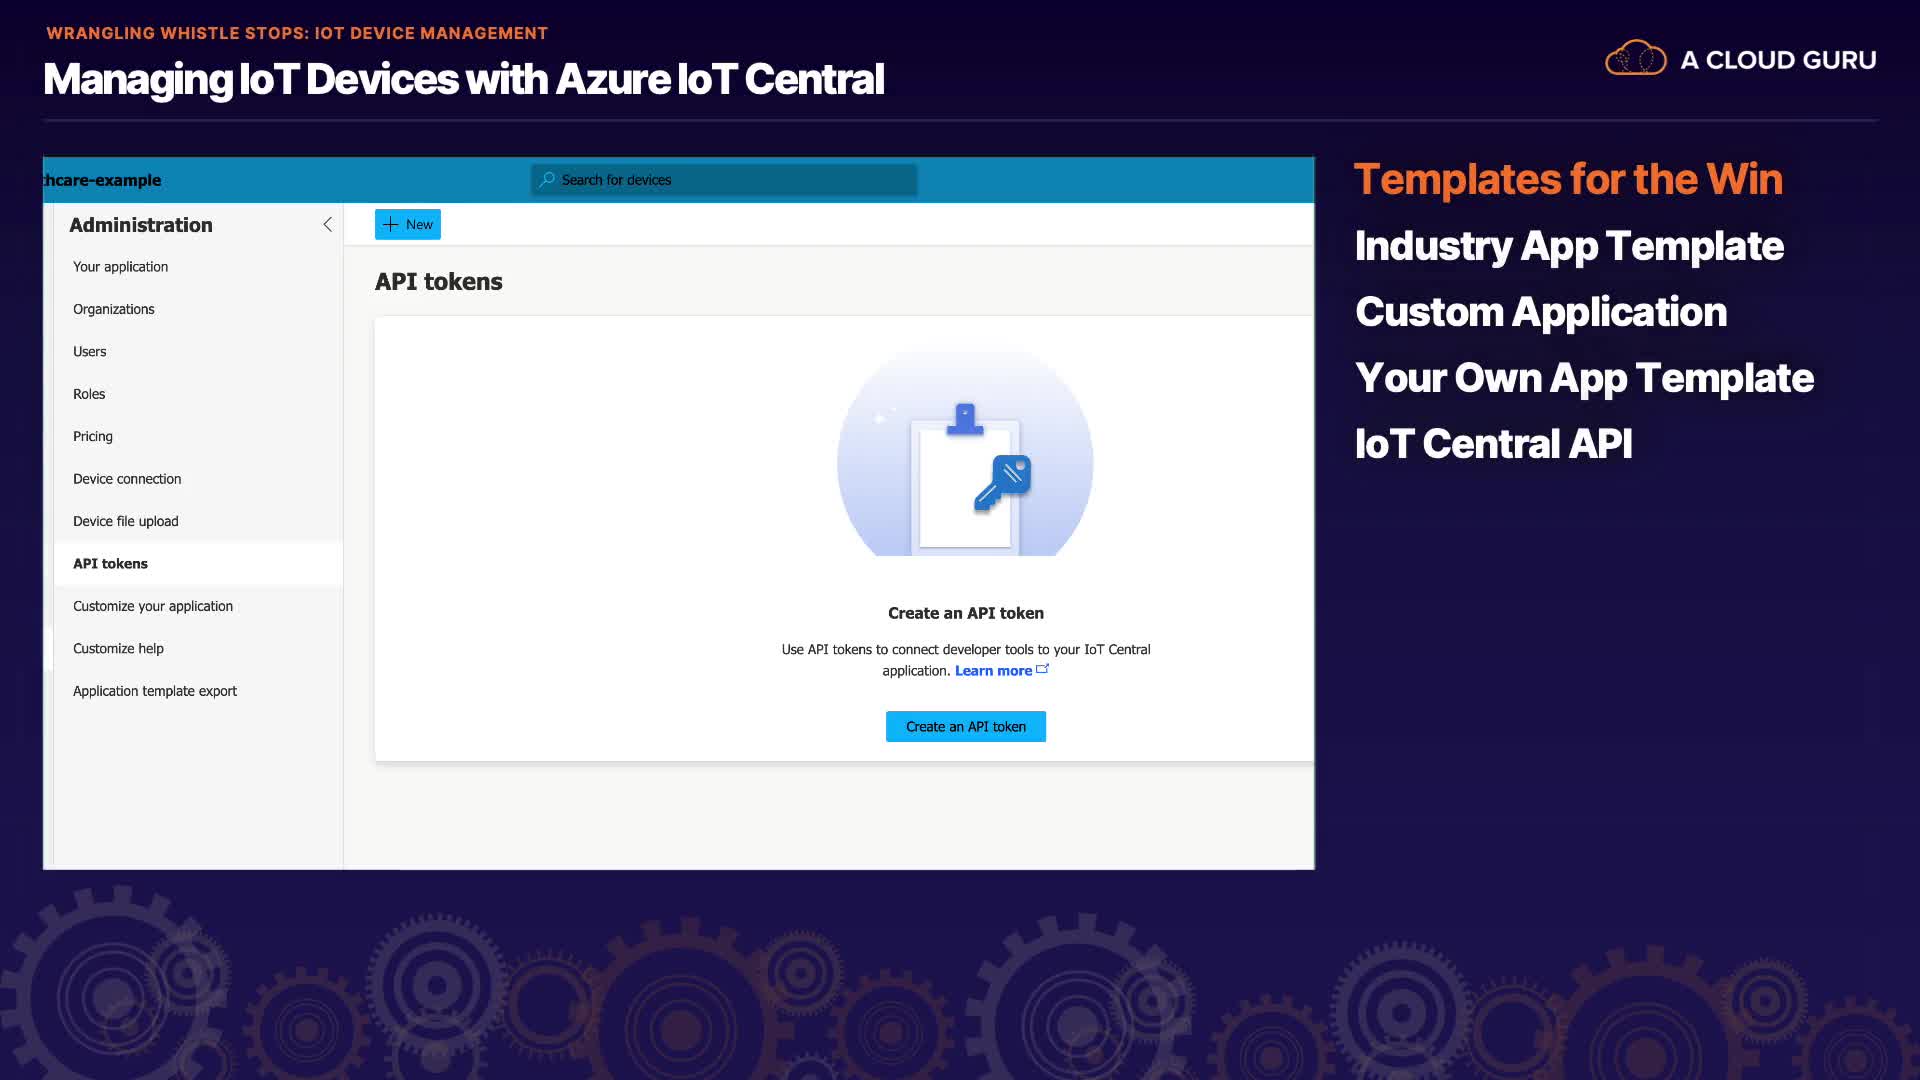 WRANGLING WHISTLE STOPS: IOT DEVICE MANAGEMENT
Managing IoT Devices with Azure IoT Central
A CLOUD GURU
thcare-example
Search for devices
Administration
Your application
Organizations
Users
Roles
Pricing
Device connection
Device file upload
API tokens
Customize your application
Customize help
Application template export
New
API tokens
Create an API token
Use API tokens to connect developer tools to your IoT Central
application. Learn more
Create an API token
Templates for the Win
Industry App Template
Custom Application
Your Own App Template
IoT Central API